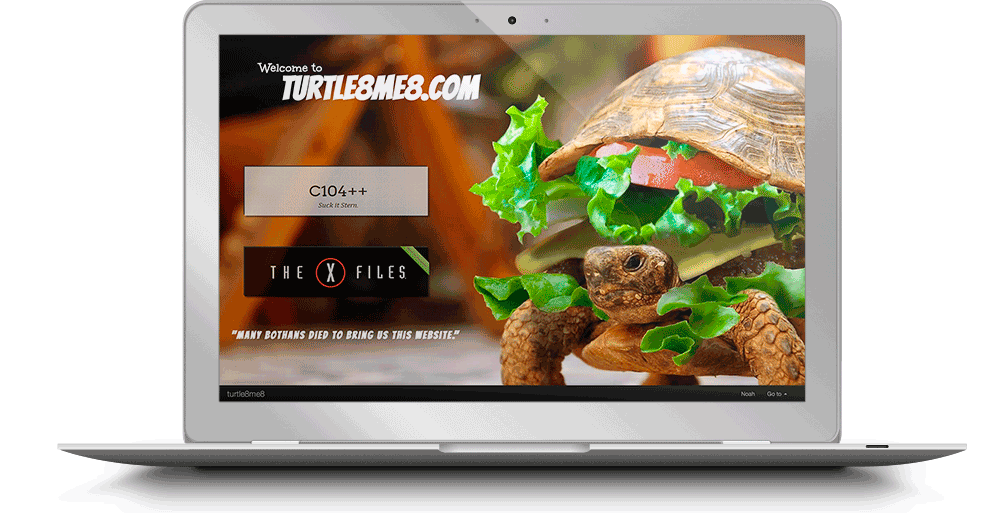 Welcome to
TURTLE8ME8.COM
C104++
Suck it Stern.
THE X FILES
"MANY BOTHANS DIED TO BRING US THIS WEBSITE."
turtle8me8
Noah
Go to